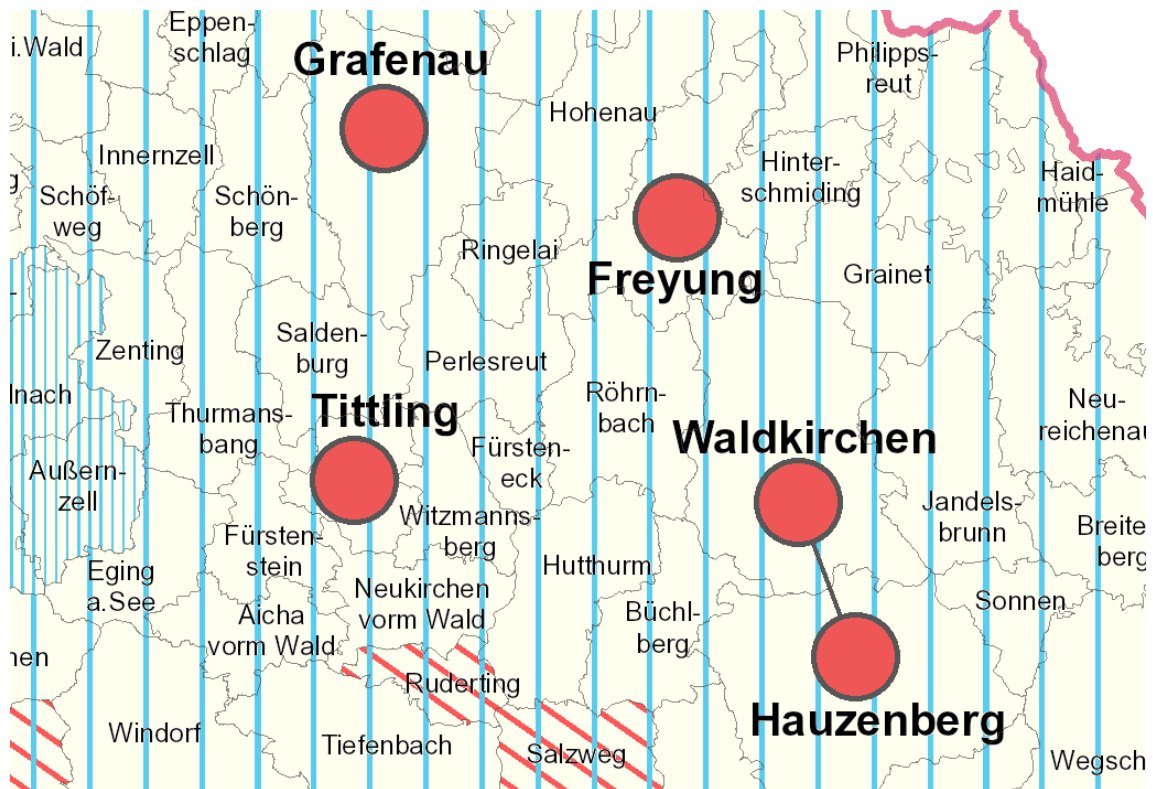 Eppen-
schlag
i.Wald
Grafenau
Philipps-
reut
Hohenau
Innernzell
Hinter-
schmiding
Haid-
mühle
Schöf-
weg
Schön-
berg
Ringelai
Freyung
Grainet
Salden-
burg
Zenting
Perlesreut
lnach
Röhrn-
bach
Neu-
reichenau
Tittling
Thurmans-
bang
Waldkirchen
Fürsten-
eck
Außern-
zell
Jandels-
brunn
Witzmanns-
berg
Breite
berg
Fürsten-
stein
Hutthurm
Eging
a.See
Neukirchen
vorm Wald
Sonnen
Aicha
vorm Wald
Büchl-
berg
nen
Ruderting
Hauzenberg
Windorf
Tiefenbach
Salzweg
Wegsch